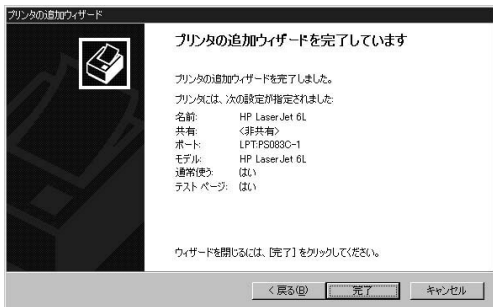 プリンタの追加ウィザード
プリンタの追加ウィザードを完了しています
プリンタの追加ウィザードを完了しました。
プリンタには、次の設定が指定されました:
名前: HP LaserJet 6L
共有: <非共有>
ポート: LPT:PS083C-1
モデル: HP LaserJet 6L
通常使う: はい
テスト ページ: はい
ウィザードを閉じるには、[完了] をクリックしてください。
< 戻る(B) 完了 キャンセル